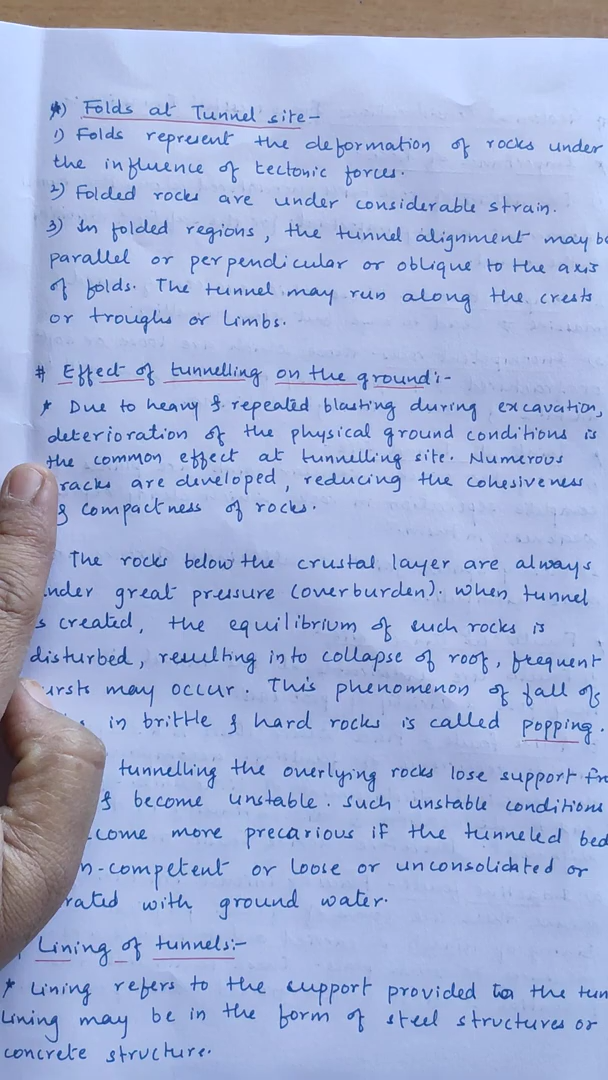 *) Folds at Tunnel site-
1) Folds represent the deformation of rocks under
the influence of tectonic forces.
2) Folded rocks are under considerable strain.
3) In folded regions, the tunnel alignment may be
parallel or perpendicular or oblique to the axis
of folds. The tunnel may run along the crests
or troughs or limbs.
# Effect of tunnelling on the ground:-
* Due to heavy & repeated blasting during excavation,
deterioration of the physical ground conditions is
the common effect at tunnelling site. Numerous
racks are developed, reducing the cohesiveness
& compactness of rocks.
The rocks below the crustal layer are always
nder great pressure (overburden). When tunnel
s created, the equilibrium of such rocks is
disturbed, resulting into collapse of roof, frequent
ursts may occur. This phenomenon of fall of
in brittle & hard rocks is called popping.
tunnelling the overlying rocks lose support fro
& become unstable. Such unstable conditions
come more precarious if the tunneled bed
n-competent or loose or unconsolidated or
rated with ground water.
Lining of tunnels:-
* Lining refers to the support provided to the tun
Lining may be in the form of steel structures or
concrete structure.